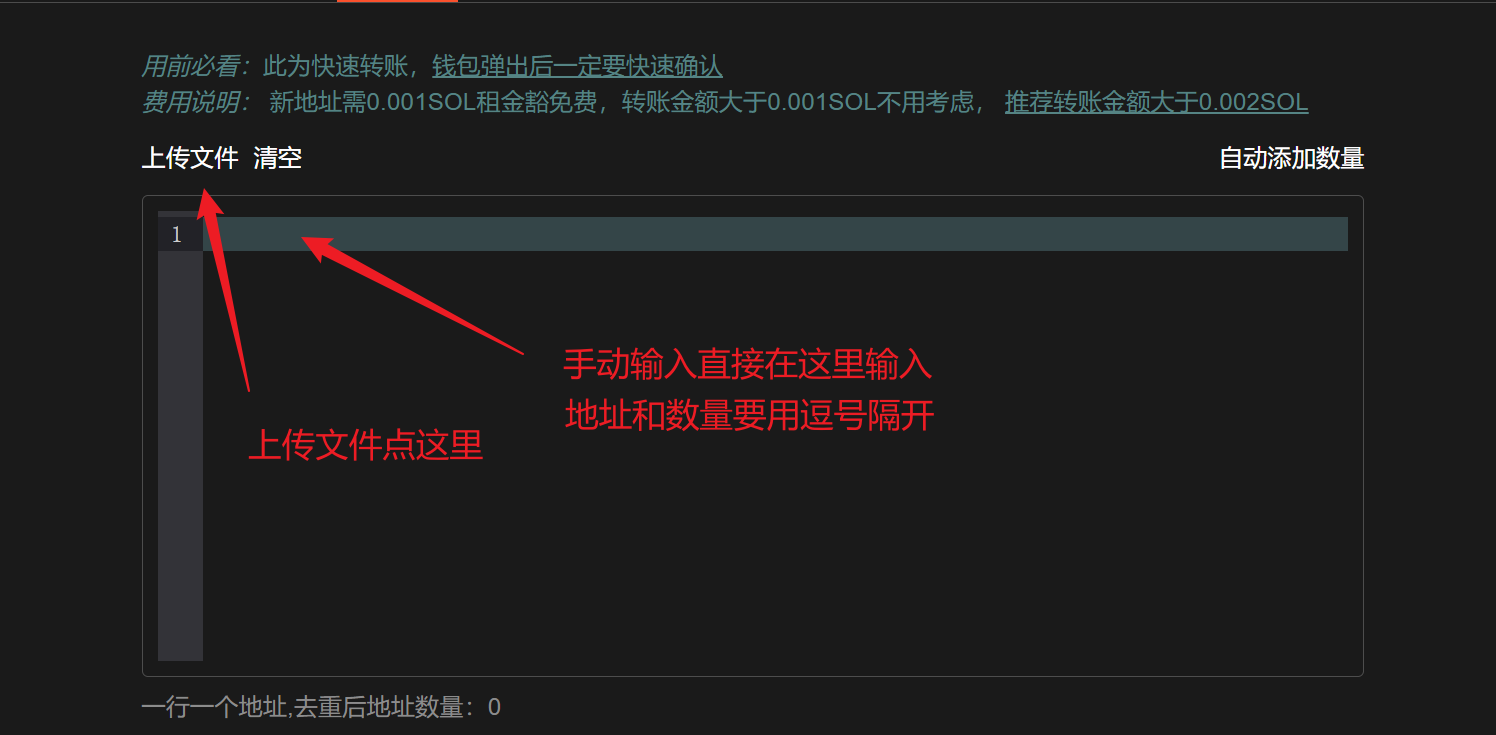 用前必看：此为快速转账，钱包弹出后一定要快速确认
费用说明： 新地址需0.001SOL租金豁免费，转账金额大于0.001SOL不用考虑， 推荐转账金额大于0.002SOL
上传文件 清空 自动添加数量
1
手动输入直接在这里输入
地址和数量要用逗号隔开
上传文件点这里
一行一个地址,去重后地址数量：0